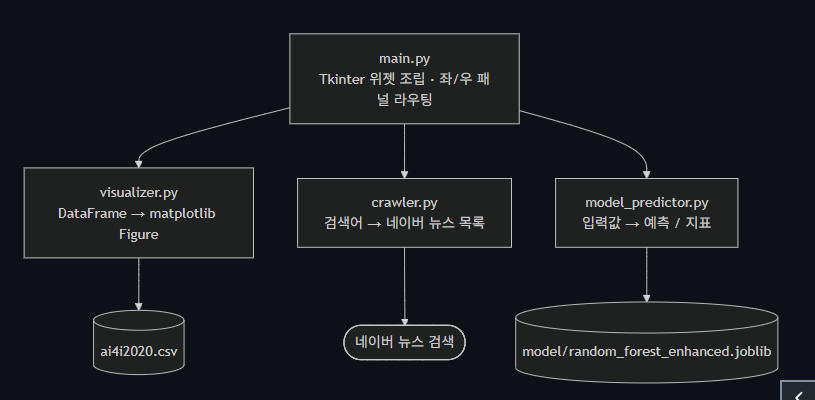 main.py
Tkinter 위젯 조립 · 좌/우 패
널 라우팅
visualizer.py
DataFrame → matplotlib
Figure
crawler.py
검색어 → 네이버 뉴스 목록
model_predictor.py
입력값 → 예측 / 지표
ai4i2020.csv
네이버 뉴스 검색
model/random_forest_enhanced.joblib